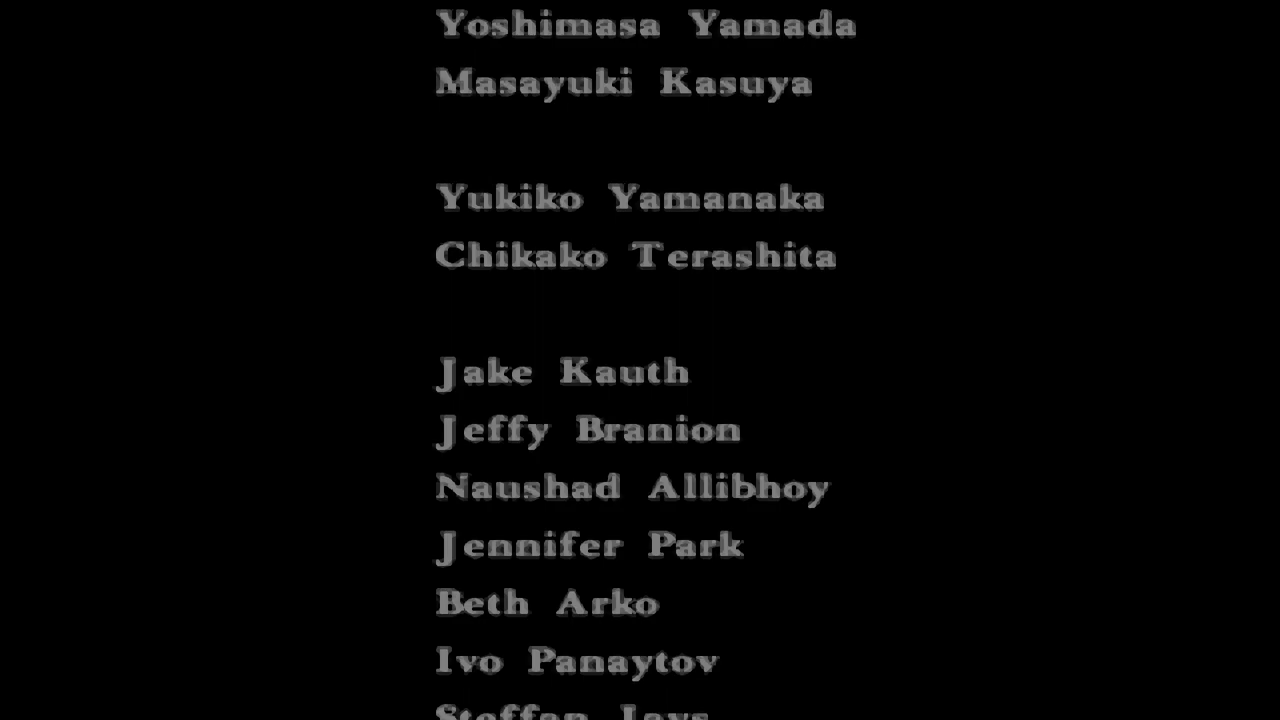 Yoshimasa Yamada
Masayuki Kasuya
Yukiko Yamanaka
Chikako Terashita
Jake Kauth
Jeffy Branion
Naushad Allibhoy
Jennifer Park
Beth Arko
Ivo Panaytov
Steffan